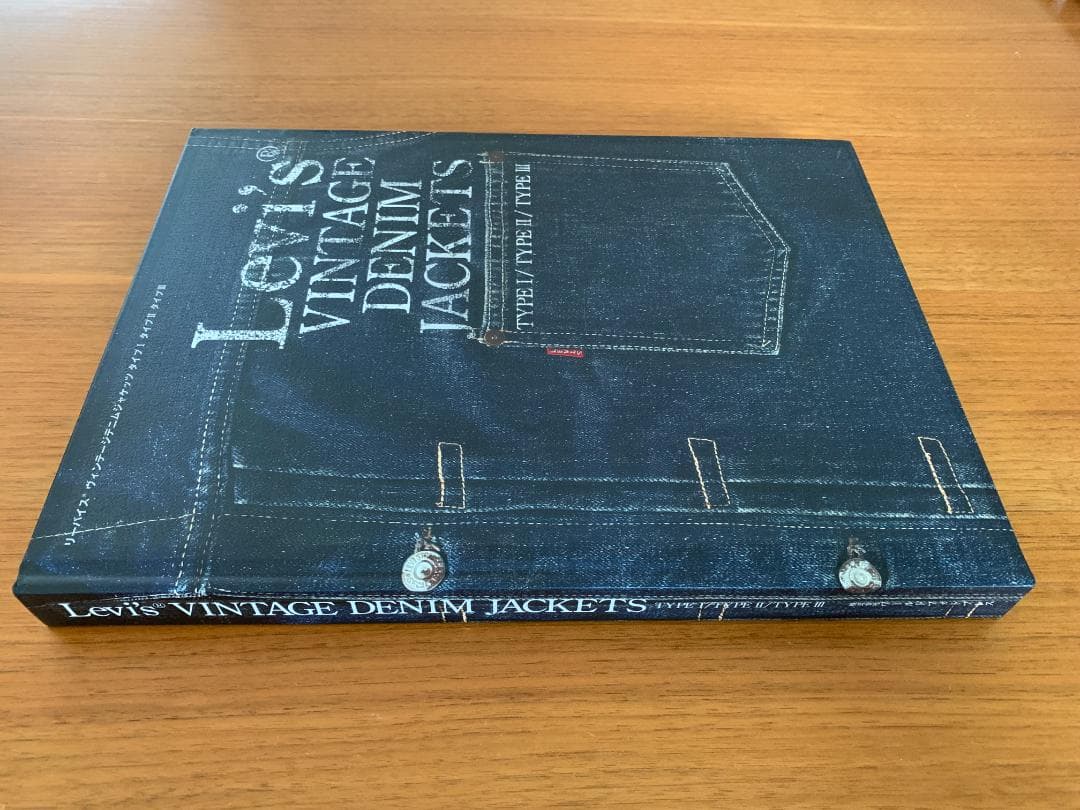 Levi's®
VINTAGE
DENIM
JACKETS
TYPE I / TYPE II / TYPE III
リーバイス® ヴィンテージデニムジャケッツ タイプI タイプII タイプIII
Levi's® VINTAGE DENIM JACKETS TYPE I / TYPE II / TYPE III